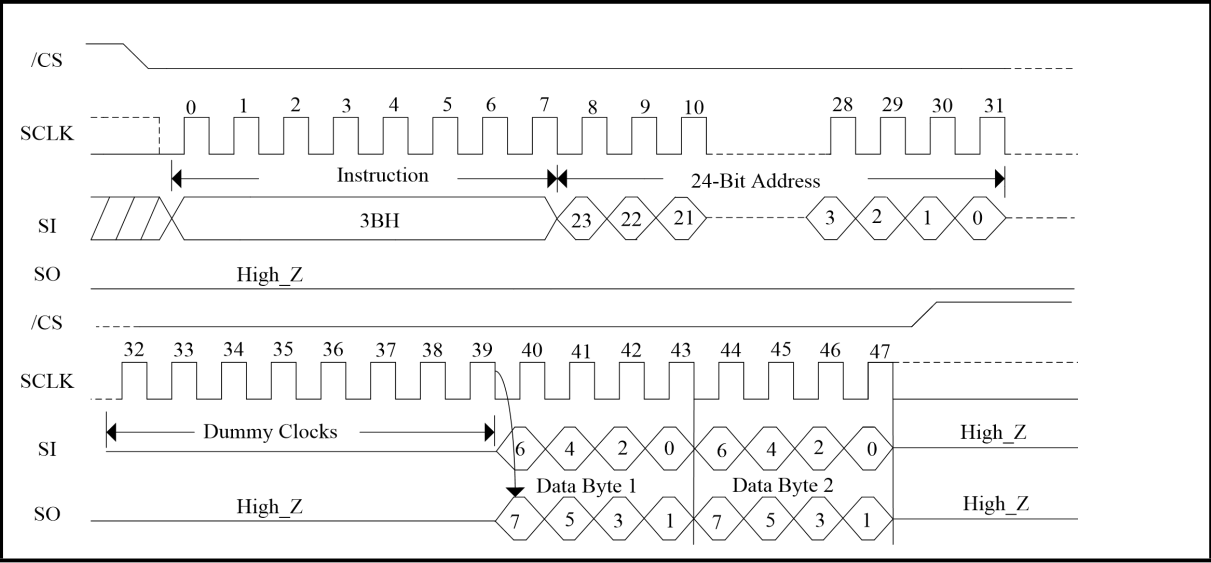 /CS
0 1 2 3 4 5 6 7 8 9 10 28 29 30 31
SCLK
Instruction 24-Bit Address
SI 3BH 23 22 21 3 2 1 0
SO High_Z
/CS
32 33 34 35 36 37 38 39 40 41 42 43 44 45 46 47
SCLK
Dummy Clocks High_Z
SI 6 4 2 0 6 4 2 0
Data Byte 1 Data Byte 2
SO High_Z 7 5 3 1 7 5 3 1 High_Z